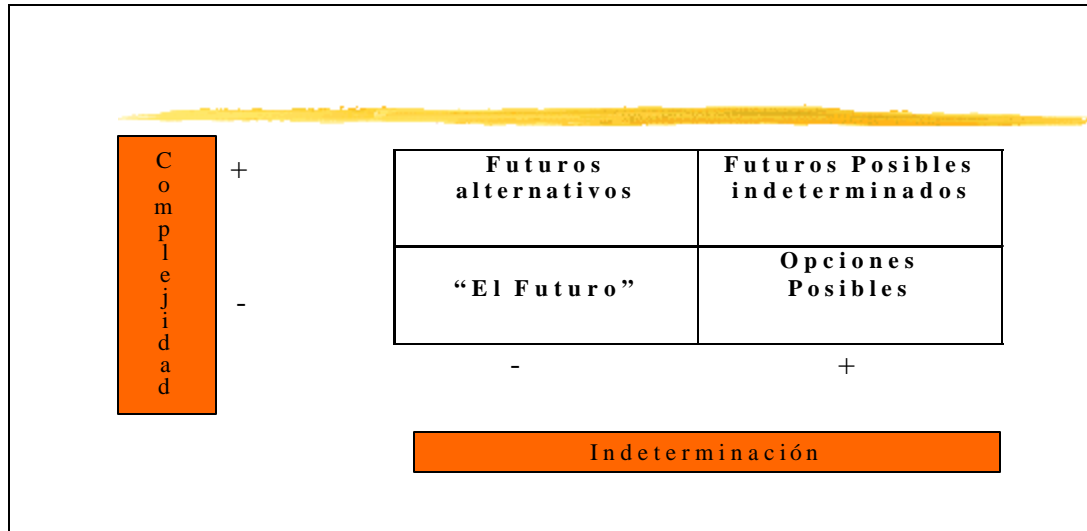 Complejidad
+
-
Futuros
alternativos
Futuros Posibles
indeterminados
“El Futuro”
Opciones
Posibles
-
+
Indeterminación